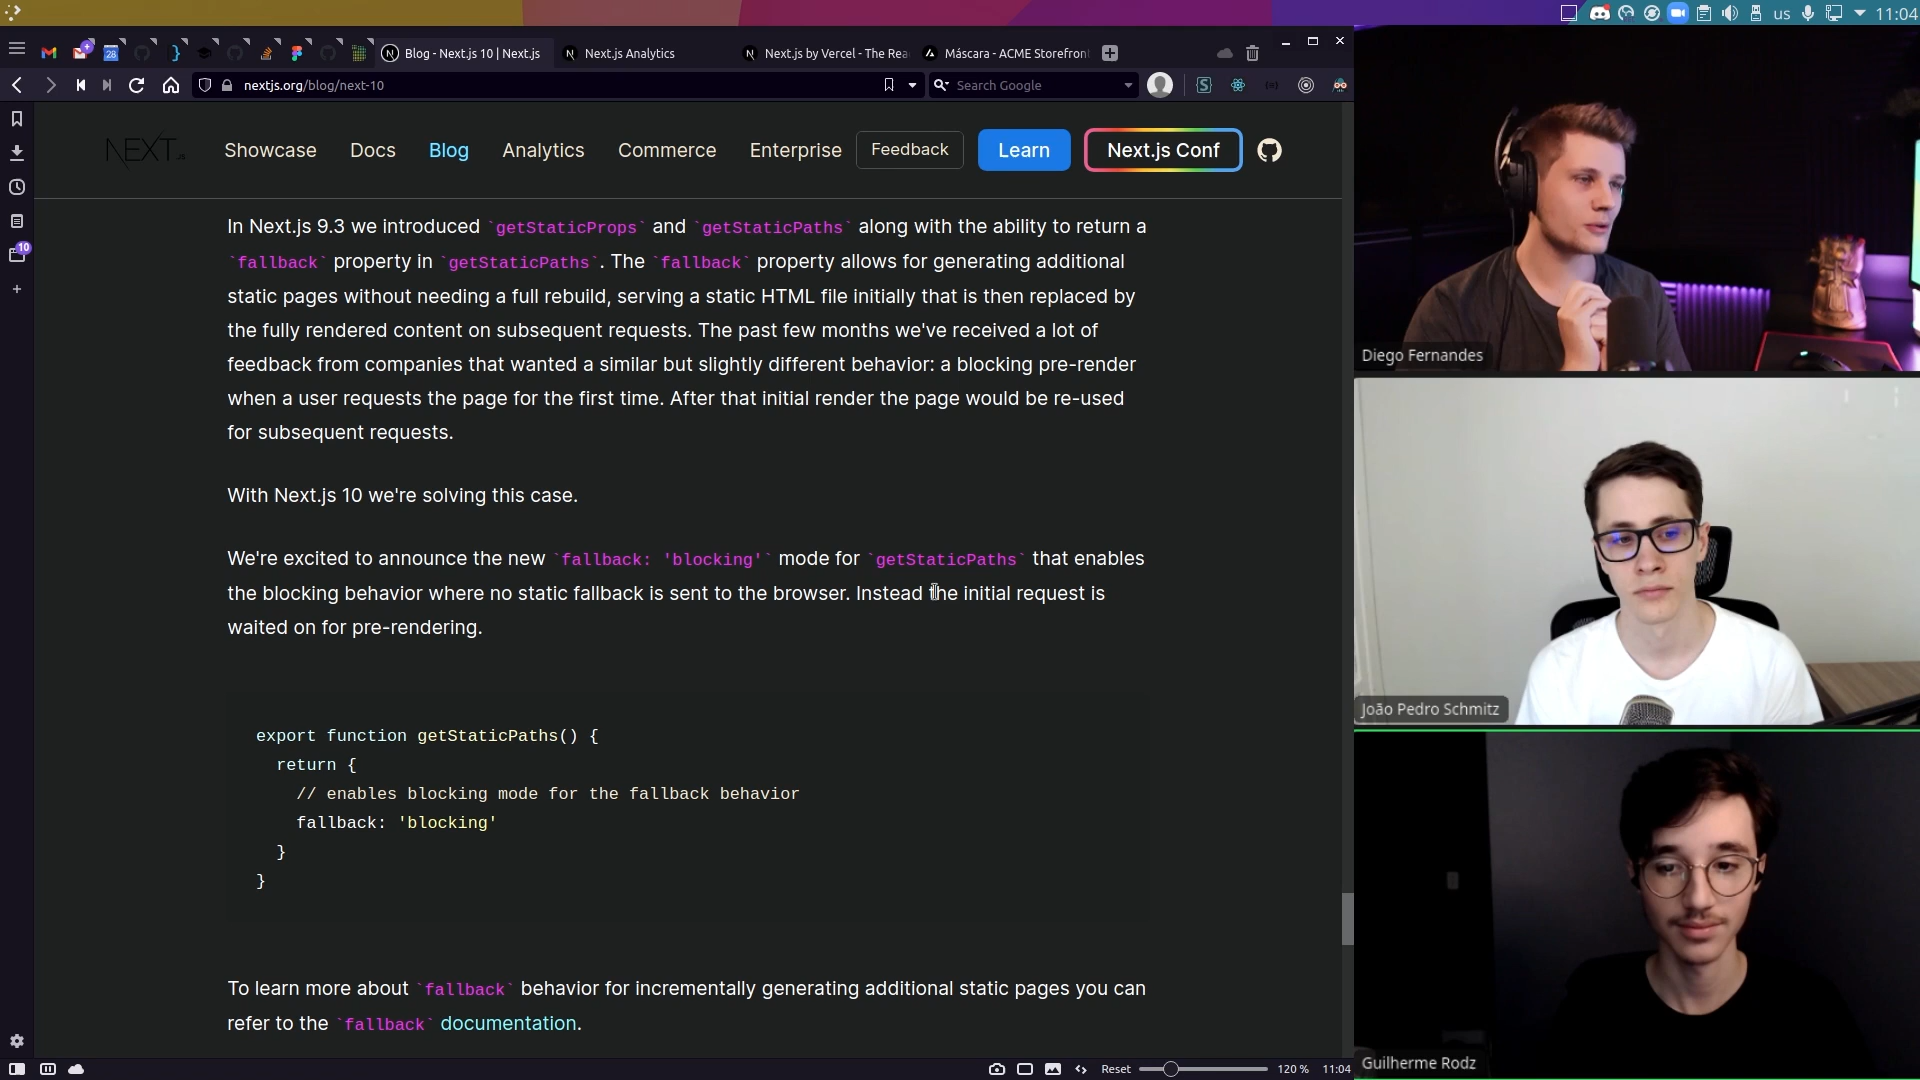 us
11:04
Blog - Next.js 10 | Next.js
Next.js Analytics
Next.js by Vercel - The Rea
Máscara - ACME Storefron
28
nextjs.org/blog/next-10
Search Google
10
NEXT.JS
Showcase
Docs
Blog
Analytics
Commerce
Enterprise
Feedback
Learn
Next.js Conf
In Next.js 9.3 we introduced `getStaticProps` and `getStaticPaths` along with the ability to return a
`fallback` property in `getStaticPaths`. The `fallback` property allows for generating additional
static pages without needing a full rebuild, serving a static HTML file initially that is then replaced by
the fully rendered content on subsequent requests. The past few months we've received a lot of
feedback from companies that wanted a similar but slightly different behavior: a blocking pre-render
when a user requests the page for the first time. After that initial render the page would be re-used
for subsequent requests.
With Next.js 10 we're solving this case.
We're excited to announce the new `fallback: 'blocking'` mode for `getStaticPaths` that enables
the blocking behavior where no static fallback is sent to the browser. Instead the initial request is
waited on for pre-rendering.
export function getStaticPaths() {
return {
// enables blocking mode for the fallback behavior
fallback: 'blocking'
}
}
To learn more about `fallback` behavior for incrementally generating additional static pages you can
refer to the `fallback` documentation.
Reset
120 %
11:04
Diego Fernandes
João Pedro Schmitz
Guilherme Rodz